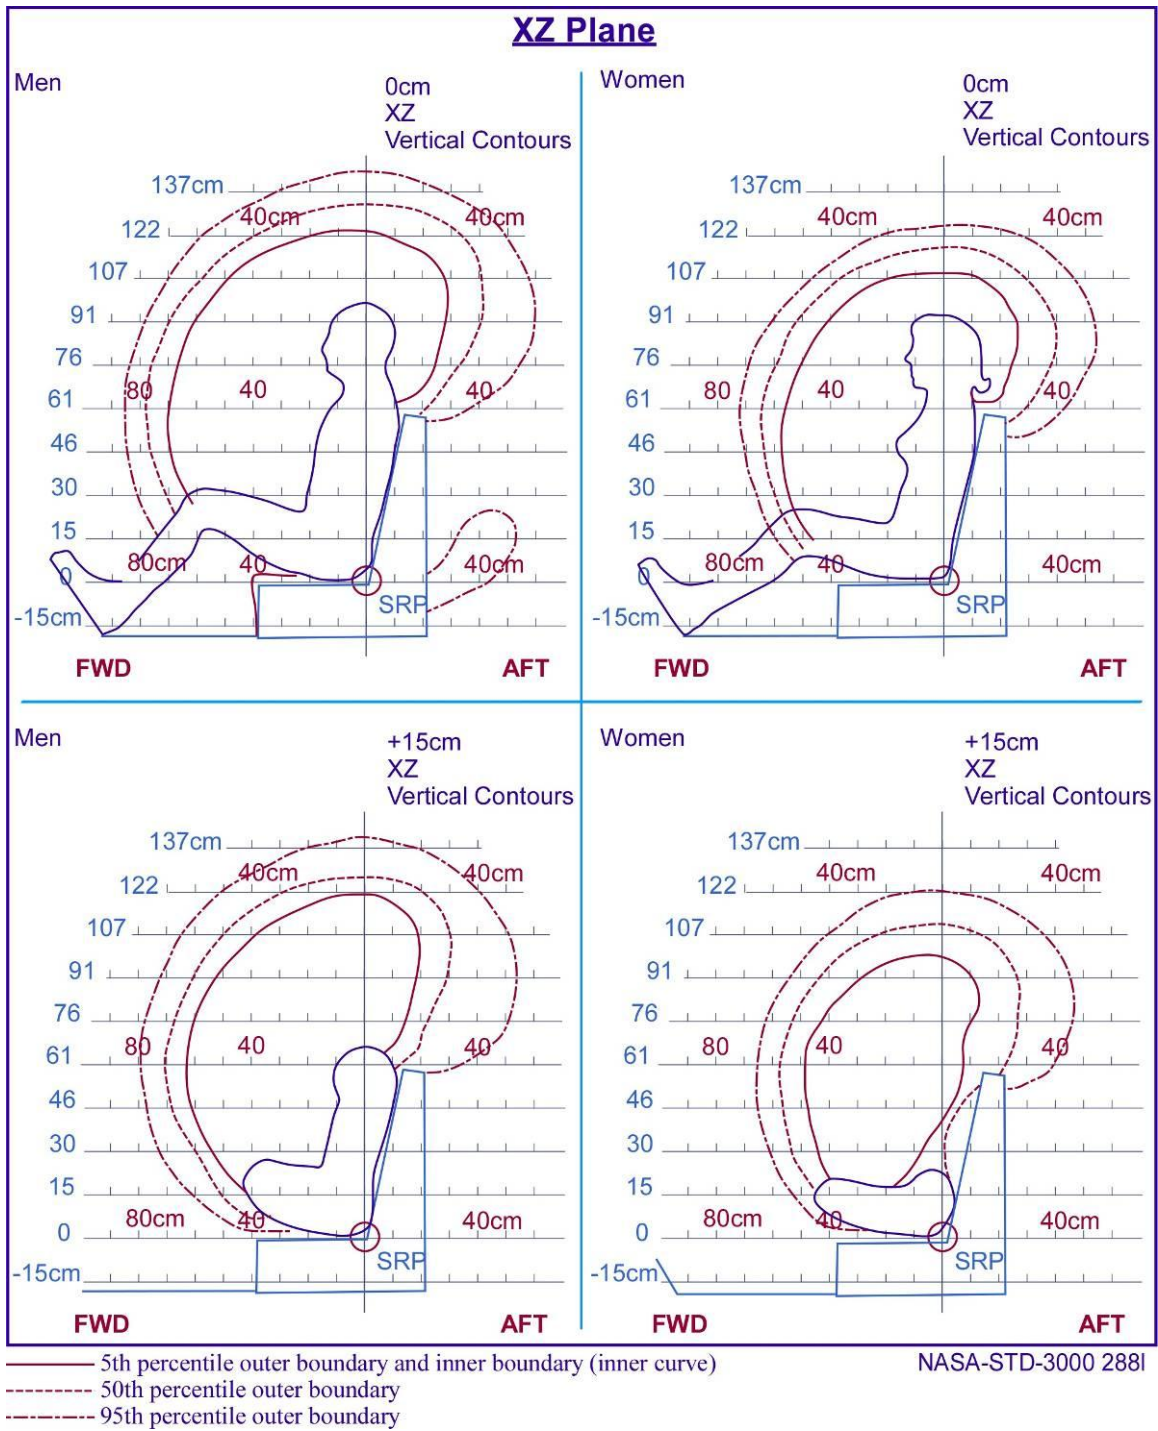 XZ Plane
Men
0cm
XZ
Vertical Contours
137cm
40cm
40cm
122
107
91
76
80
40
40
61
46
30
15
80cm
40
40cm
0
SRP
-15cm
FWD
AFT
Women
0cm
XZ
Vertical Contours
137cm
40cm
40cm
122
107
91
76
80
40
40
61
46
30
15
80cm
40
40cm
0
SRP
-15cm
FWD
AFT
Men
+15cm
XZ
Vertical Contours
137cm
40cm
40cm
122
107
91
76
80
40
40
61
46
30
15
80cm
40
40cm
0
SRP
-15cm
FWD
AFT
Women
+15cm
XZ
Vertical Contours
137cm
40cm
40cm
122
107
91
76
80
40
40
61
46
30
15
80cm
40
40cm
0
SRP
-15cm
FWD
AFT
5th percentile outer boundary and inner boundary (inner curve)
NASA-STD-3000 288l
50th percentile outer boundary
95th percentile outer boundary